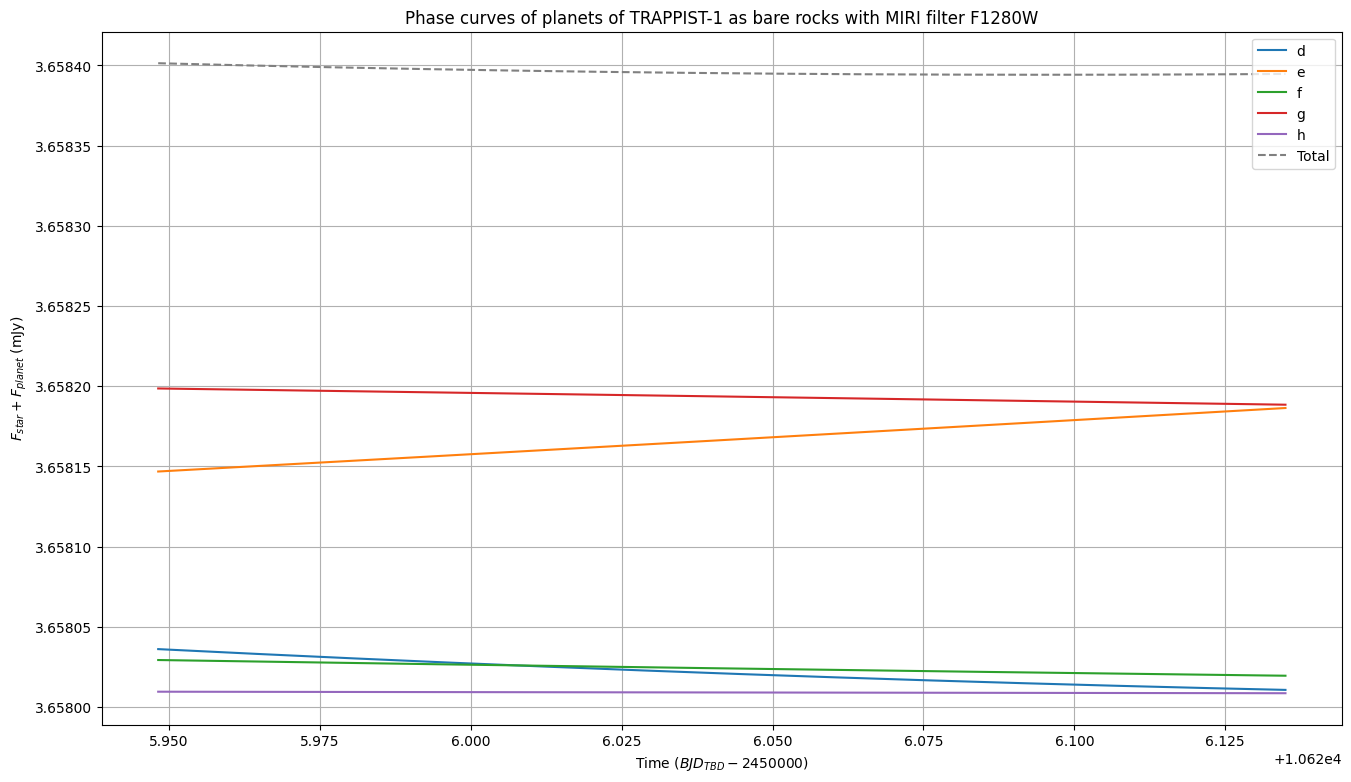 Phase curves of planets of TRAPPIST-1 as bare rocks with MIRI filter F1280W
3.65840
3.65835
3.65830
3.65825
3.65820
3.65815
3.65810
3.65805
3.65800
F_star + F_planet (mJy)
d
e
f
g
h
Total
5.950
5.975
6.000
6.025
6.050
6.075
6.100
6.125
+1.062e4
Time (BJD_TBD − 2450000)